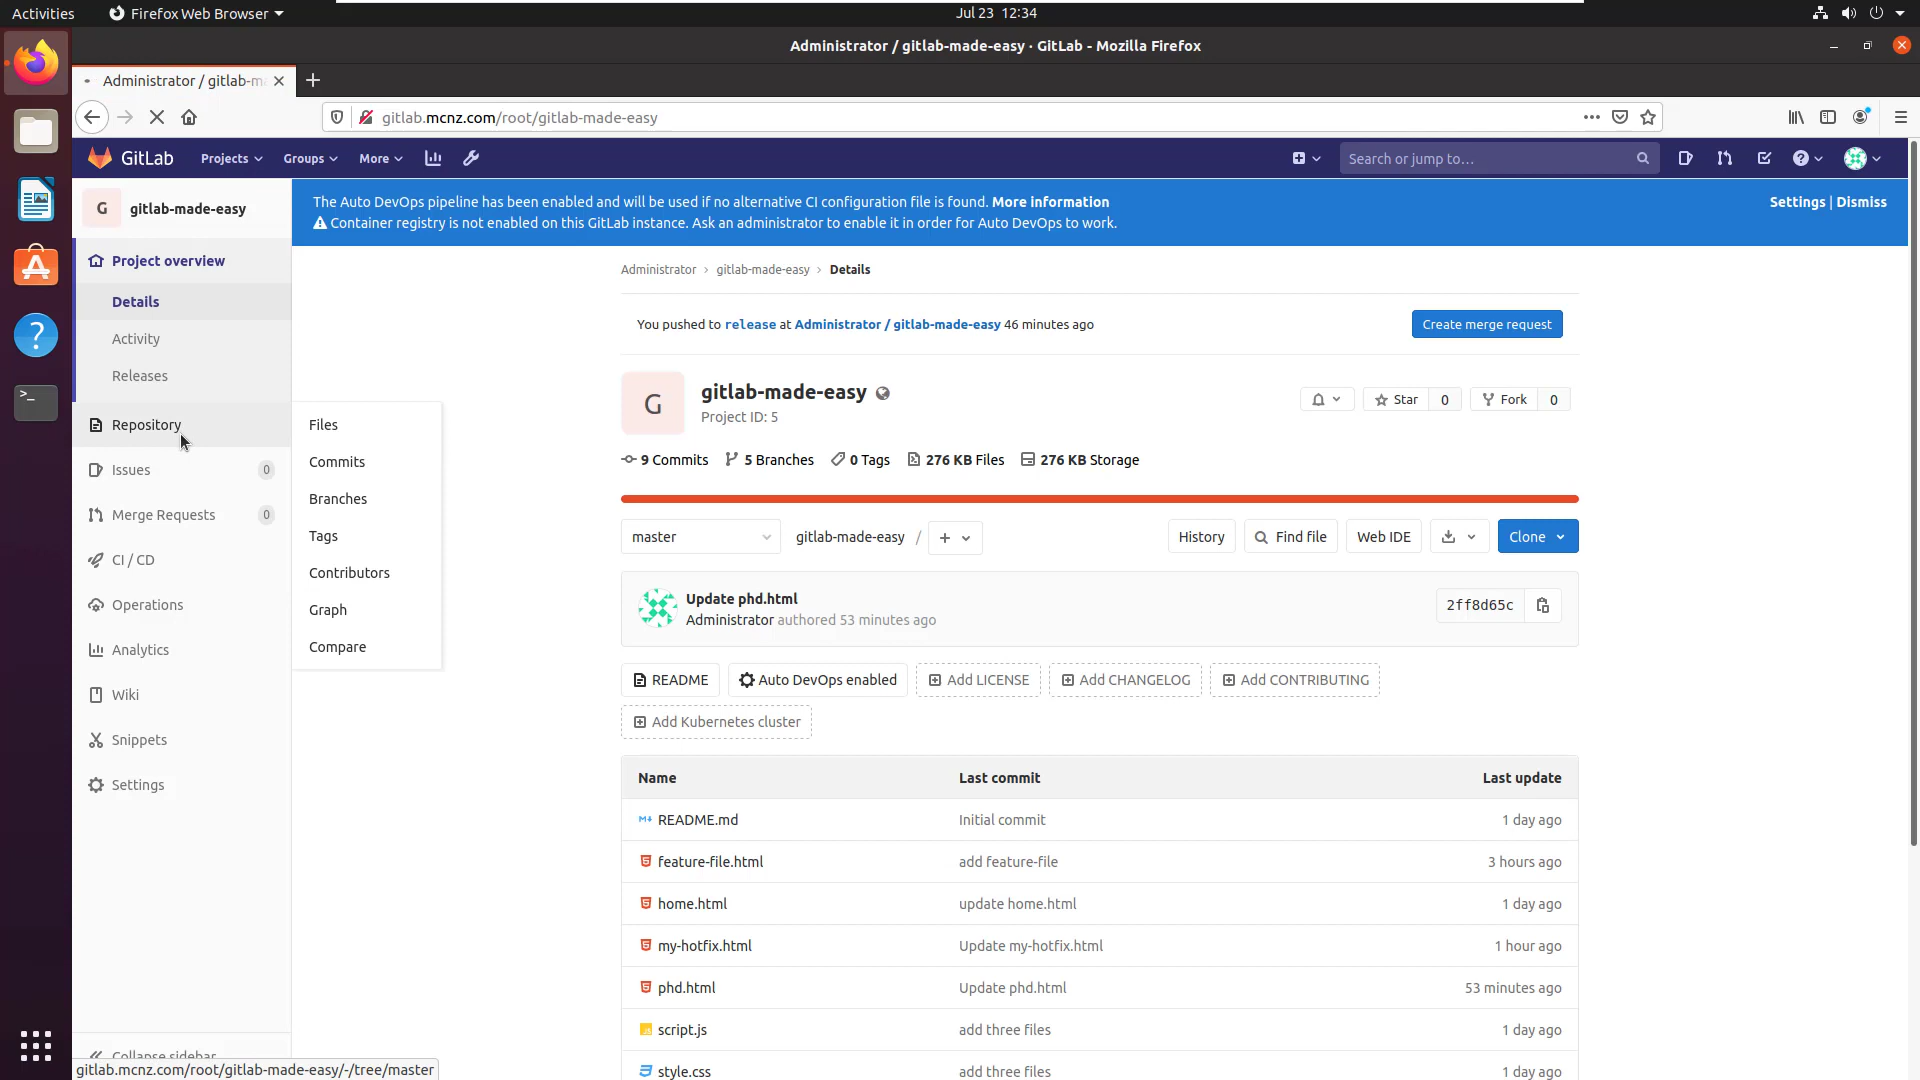 Activities
Firefox Web Browser
Jul 23 12:34
Administrator / gitlab-made-easy · GitLab - Mozilla Firefox
Administrator / gitlab-m
gitlab.mcnz.com/root/gitlab-made-easy
GitLab
Projects
Groups
More
Search or jump to…
G
gitlab-made-easy
The Auto DevOps pipeline has been enabled and will be used if no alternative CI configuration file is found. More information
Settings | Dismiss
Container registry is not enabled on this GitLab instance. Ask an administrator to enable it in order for Auto DevOps to work.
Project overview
Details
Activity
Releases
Repository
Issues 0
Merge Requests 0
CI / CD
Operations
Analytics
Wiki
Snippets
Settings
Collapse sidebar
Files
Commits
Branches
Tags
Contributors
Graph
Compare
Administrator › gitlab-made-easy › Details
You pushed to release at Administrator / gitlab-made-easy 46 minutes ago
Create merge request
G
gitlab-made-easy
Project ID: 5
Star 0
Fork 0
9 Commits
5 Branches
0 Tags
276 KB Files
276 KB Storage
master
gitlab-made-easy /
+
History
Find file
Web IDE
Clone
Update phd.html
Administrator authored 53 minutes ago
2ff8d65c
README
Auto DevOps enabled
Add LICENSE
Add CHANGELOG
Add CONTRIBUTING
Add Kubernetes cluster
Name Last commit Last update
README.md Initial commit 1 day ago
feature-file.html add feature-file 3 hours ago
home.html update home.html 1 day ago
my-hotfix.html Update my-hotfix.html 1 hour ago
phd.html Update phd.html 53 minutes ago
script.js add three files 1 day ago
style.css add three files 1 day ago
gitlab.mcnz.com/root/gitlab-made-easy/-/tree/master